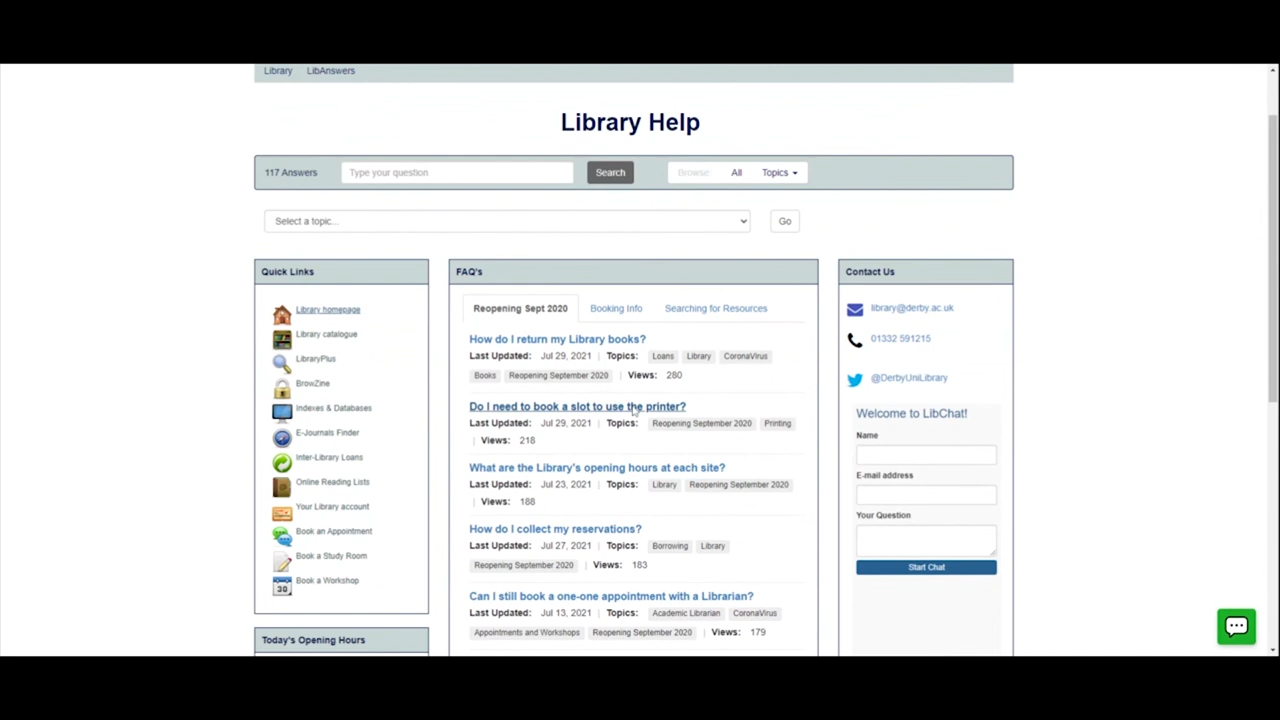 Library LibAnswers
Library Help
117 Answers Type your question Search Browse: All Topics
Select a topic... Go
Quick Links
Library homepage
Library catalogue
LibraryPlus
BrowZine
Indexes & Databases
E-Journals Finder
Inter-Library Loans
Online Reading Lists
Your Library account
Book an Appointment
Book a Study Room
30 Book a Workshop
Today's Opening Hours
FAQ's
Reopening Sept 2020 Booking Info Searching for Resources
How do I return my Library books?
Last Updated: Jul 29, 2021 | Topics: Loans Library CoronaVirus
Books Reopening September 2020 | Views: 280
Do I need to book a slot to use the printer?
Last Updated: Jul 29, 2021 | Topics: Reopening September 2020 Printing
| Views: 218
What are the Library's opening hours at each site?
Last Updated: Jul 23, 2021 | Topics: Library Reopening September 2020
| Views: 188
How do I collect my reservations?
Last Updated: Jul 27, 2021 | Topics: Borrowing Library
Reopening September 2020 | Views: 183
Can I still book a one-one appointment with a Librarian?
Last Updated: Jul 13, 2021 | Topics: Academic Librarian CoronaVirus
Appointments and Workshops Reopening September 2020 | Views: 179
Contact Us
library@derby.ac.uk
01332 591215
@DerbyUniLibrary
Welcome to LibChat!
Name
E-mail address
Your Question
Start Chat